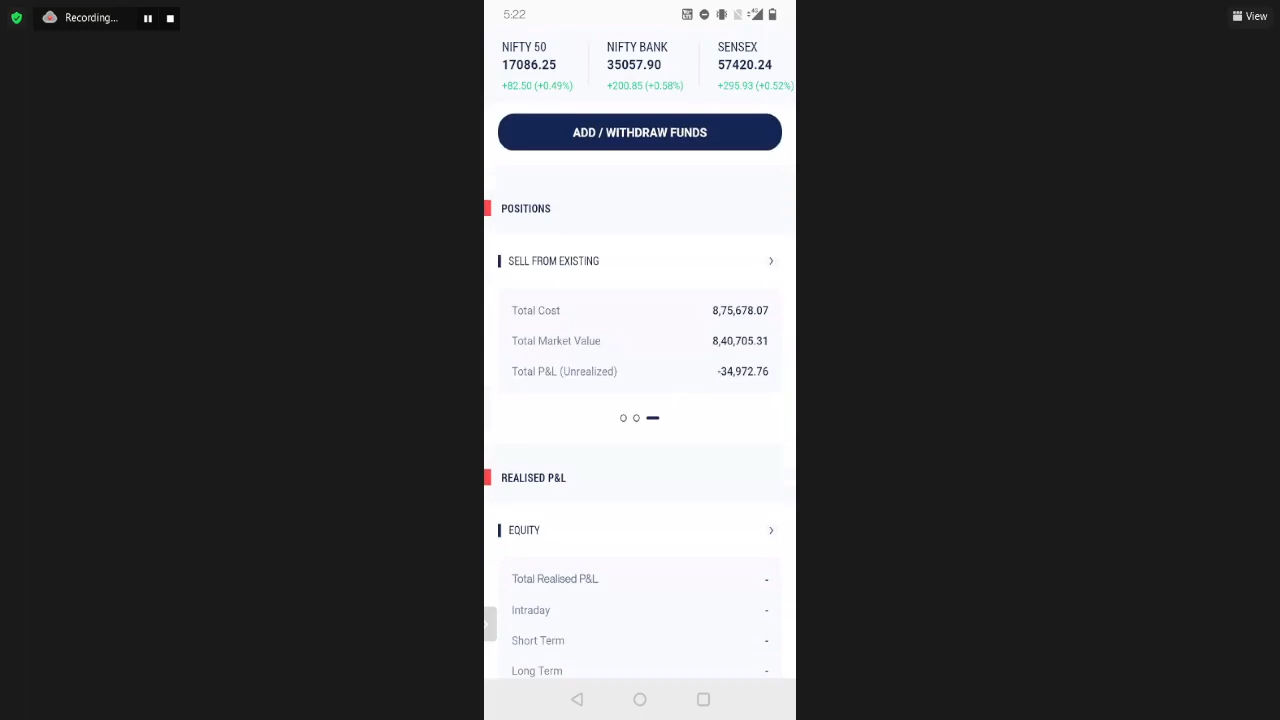 Recording...
View
5:22
NIFTY 50 NIFTY BANK SENSEX
17086.25 35057.90 57420.24
+82.50 (+0.49%) +200.85 (+0.58%) +295.93 (+0.52%)
ADD / WITHDRAW FUNDS
POSITIONS
SELL FROM EXISTING
Total Cost 8,75,678.07
Total Market Value 8,40,705.31
Total P&L (Unrealized) -34,972.76
REALISED P&L
EQUITY
Total Realised P&L -
Intraday -
Short Term -
Long Term -